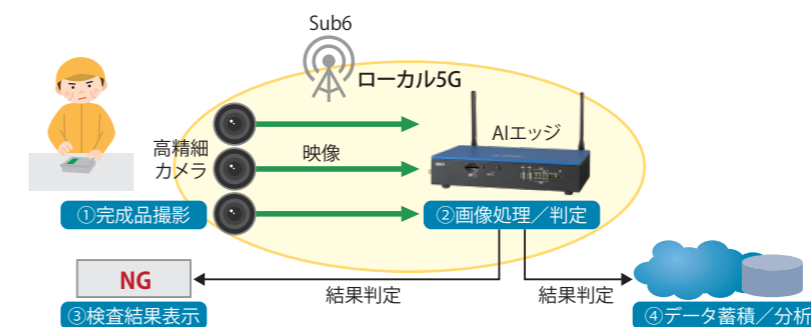 Sub6
ローカル5G
高精細
カメラ
映像
AIエッジ
①完成品撮影
②画像処理／判定
NG
結果判定
結果判定
③検査結果表示
④データ蓄積／分析